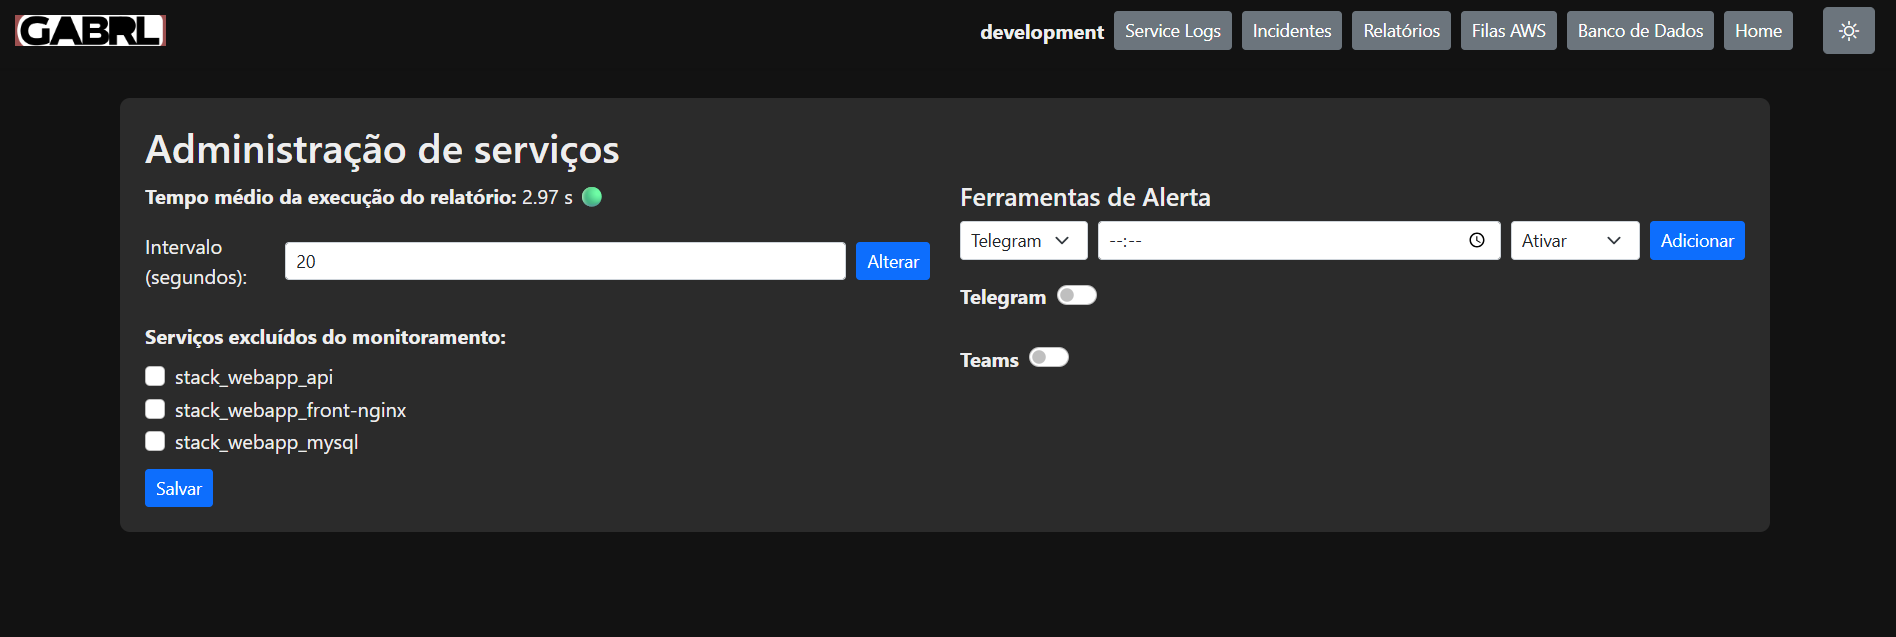 GABRL
development Service Logs Incidentes Relatórios Filas AWS Banco de Dados Home
Administração de serviços
Tempo médio da execução do relatório: 2.97 s
Intervalo
(segundos):
20
Alterar
Serviços excluídos do monitoramento:
stack_webapp_api
stack_webapp_front-nginx
stack_webapp_mysql
Salvar
Ferramentas de Alerta
Telegram --:-- Ativar Adicionar
Telegram
Teams